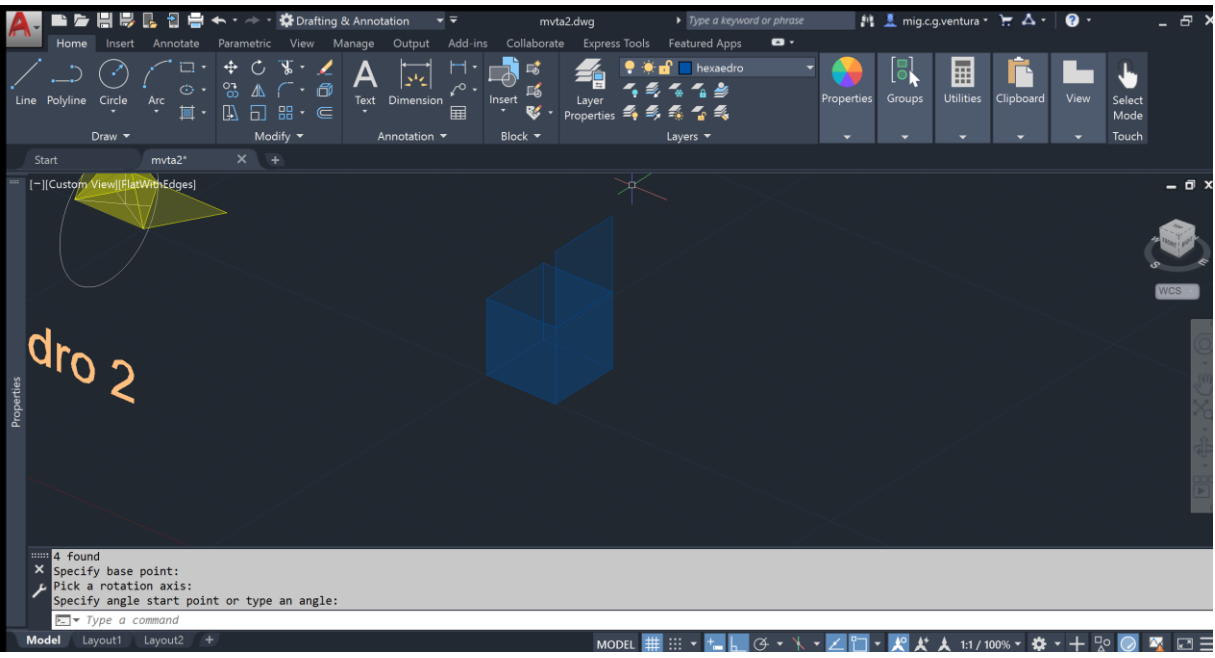 A Drafting & Annotation mvta2.dwg Type a keyword or phrase mig.c.g.ventura ?
Home Insert Annotate Parametric View Manage Output Add-ins Collaborate Express Tools Featured Apps
hexaedro
Line Polyline Circle Arc Text Dimension Insert Layer Properties Properties Groups Utilities Clipboard View Select Mode
Draw Modify Annotation Block Layers Touch
Start mvta2* X +
[−][Custom View][FlatWithEdges]
WCS
dro 2
Properties
4 found
Specify base point:
Pick a rotation axis:
Specify angle start point or type an angle:
Type a command
Model Layout1 Layout2 + MODEL 1:1 / 100%